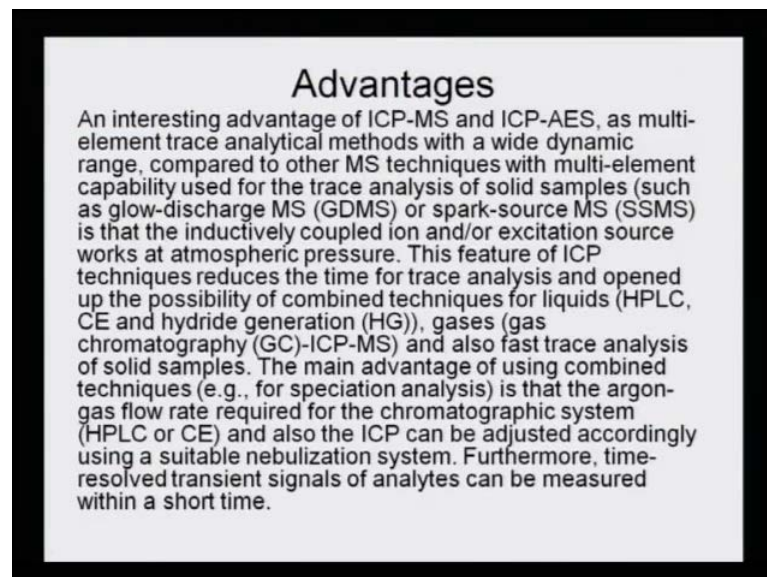 Advantages
An interesting advantage of ICP-MS and ICP-AES, as multi-
element trace analytical methods with a wide dynamic
range, compared to other MS techniques with multi-element
capability used for the trace analysis of solid samples (such
as glow-discharge MS (GDMS) or spark-source MS (SSMS)
is that the inductively coupled ion and/or excitation source
works at atmospheric pressure. This feature of ICP
techniques reduces the time for trace analysis and opened
up the possibility of combined techniques for liquids (HPLC,
CE and hydride generation (HG)), gases (gas
chromatography (GC)-ICP-MS) and also fast trace analysis
of solid samples. The main advantage of using combined
techniques (e.g., for speciation analysis) is that the argon-
gas flow rate required for the chromatographic system
(HPLC or CE) and also the ICP can be adjusted accordingly
using a suitable nebulization system. Furthermore, time-
resolved transient signals of analytes can be measured
within a short time.